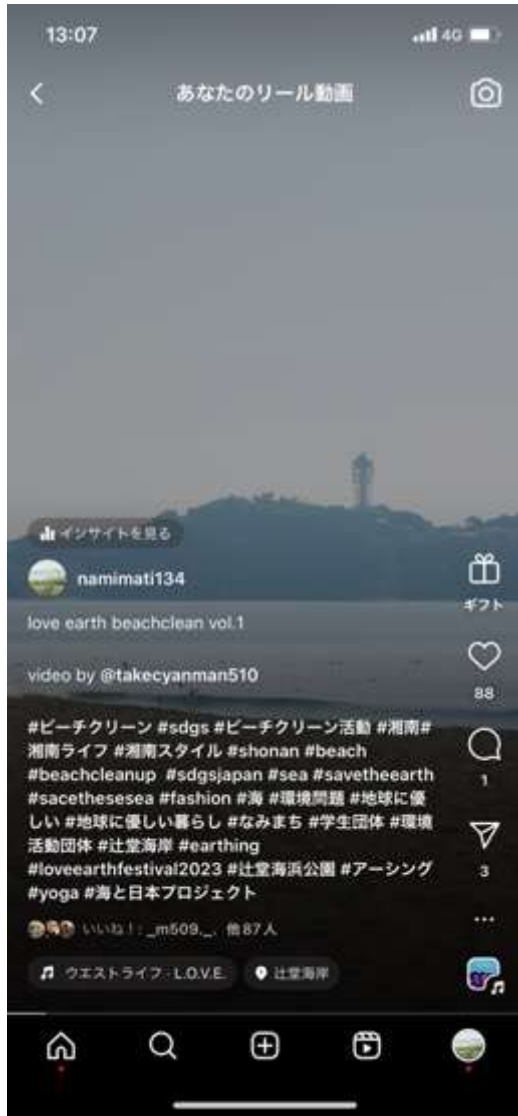 13:07
4G
あなたのリール動画
インサイトを見る
namimati134
ギフト
love earth beachclean vol.1
88
video by @takecyanman510
#ビーチクリーン #sdgs #ビーチクリーン活動 #湘南#
湘南ライフ #湘南スタイル #shonan #beach
#beachcleanup #sdgsjapan #sea #savetheearth
1
#sacethesesea #fashion #海 #環境問題 #地球に優
しい #地球に優しい暮らし #なみまち #学生団体 #環境
活動団体 #辻堂海岸 #earthing
#loveearthfestival2023 #辻堂海浜公園 #アーシング
3
#yoga #海と日本プロジェクト
いいね！: _m509._、他87人
ウエストライフ · L.O.V.E.
辻堂海岸